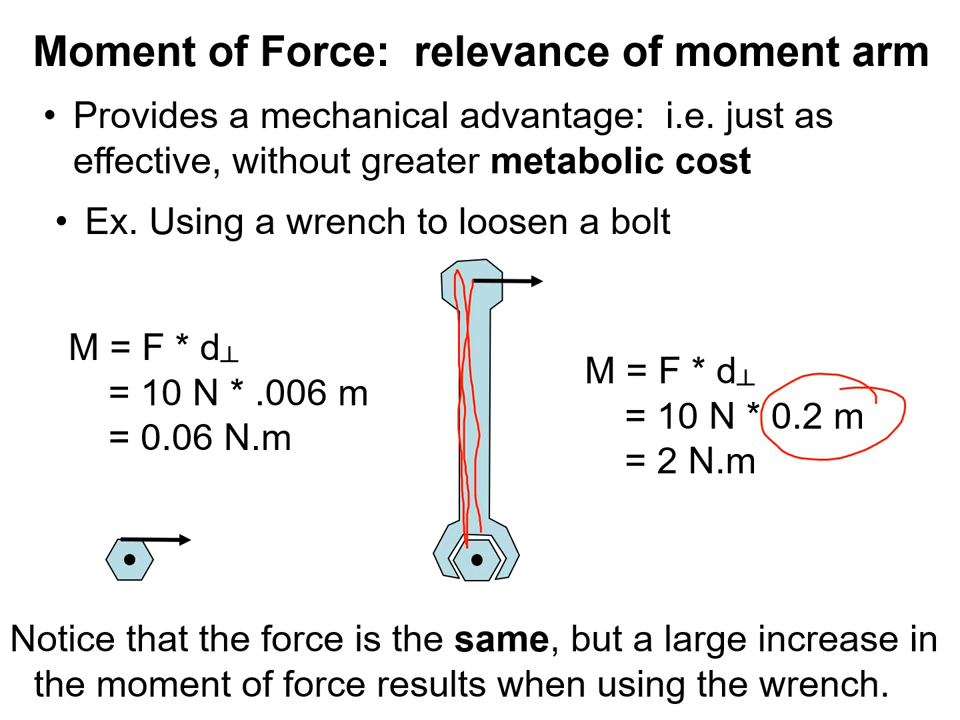 Moment of Force:  relevance of moment arm
• Provides a mechanical advantage:  i.e. just as
effective, without greater metabolic cost
• Ex. Using a wrench to loosen a bolt
M = F * d⊥
= 10 N * .006 m
= 0.06 N.m
M = F * d⊥
= 10 N * 0.2 m
= 2 N.m
Notice that the force is the same, but a large increase in
the moment of force results when using the wrench.